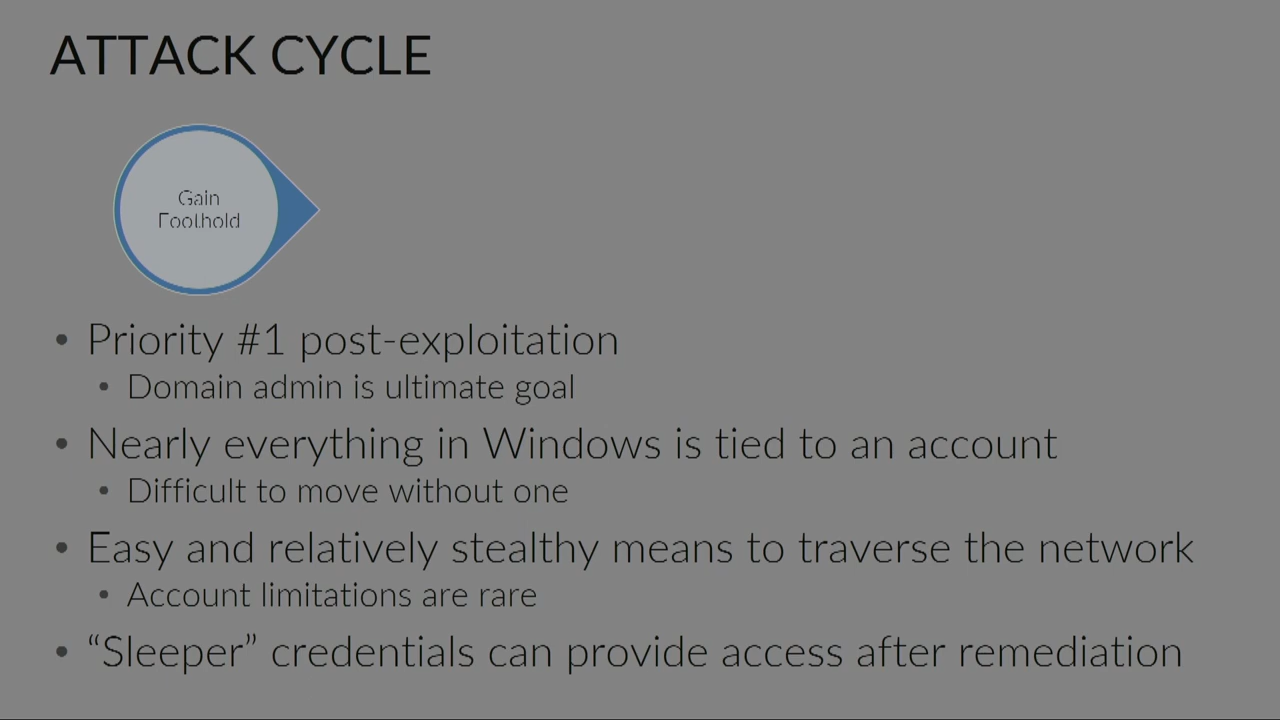 ATTACK CYCLE
Gain
Foothold
• Priority #1 post-exploitation
• Domain admin is ultimate goal
• Nearly everything in Windows is tied to an account
• Difficult to move without one
• Easy and relatively stealthy means to traverse the network
• Account limitations are rare
• “Sleeper” credentials can provide access after remediation